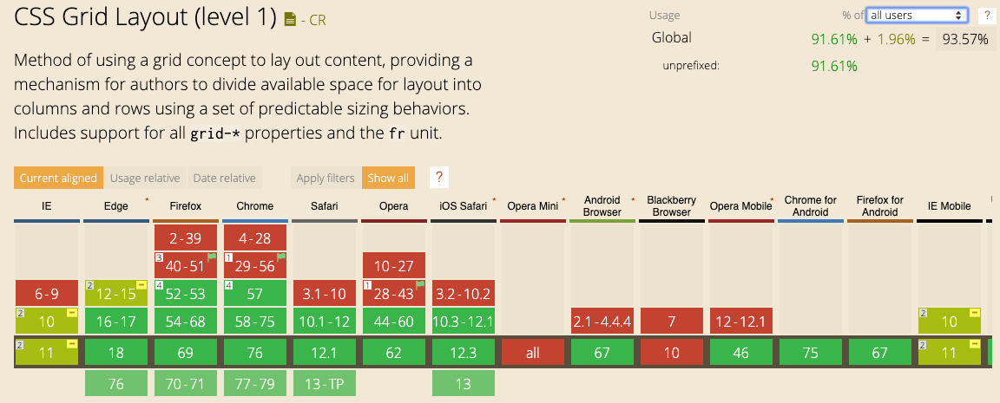 CSS Grid Layout (level 1) - CR
Usage % of all users ?
Global 91.61% + 1.96% = 93.57%
unprefixed: 91.61%
Method of using a grid concept to lay out content, providing a
mechanism for authors to divide available space for layout into
columns and rows using a set of predictable sizing behaviors.
Includes support for all grid-* properties and the fr unit.
Current aligned Usage relative Date relative Apply filters Show all ?
IE Edge * Firefox Chrome Safari Opera iOS Safari * Opera Mini * Android Browser * Blackberry Browser Opera Mobile * Chrome for Android Firefox for Android IE Mobile
2-39 4-28
3 40-51 1 29-56 10-27
6-9 2 12-15 4 52-53 4 57 3.1-10 1 28-43 3.2-10.2
2 10 16-17 54-68 58-75 10.1-12 44-60 10.3-12.1 2.1-4.4.4 7 12-12.1 2 10
2 11 18 69 76 12.1 62 12.3 all 67 10 46 75 67 2 11
76 70-71 77-79 13-TP 13